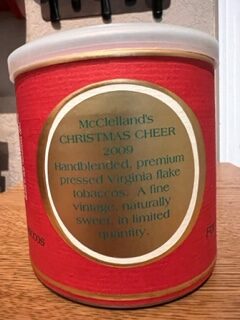 McClelland's
CHRISTMAS CHEER
2009
Handblended, premium
pressed Virginia flake
tobaccos. A fine
vintage, naturally
sweet, in limited
quantity.